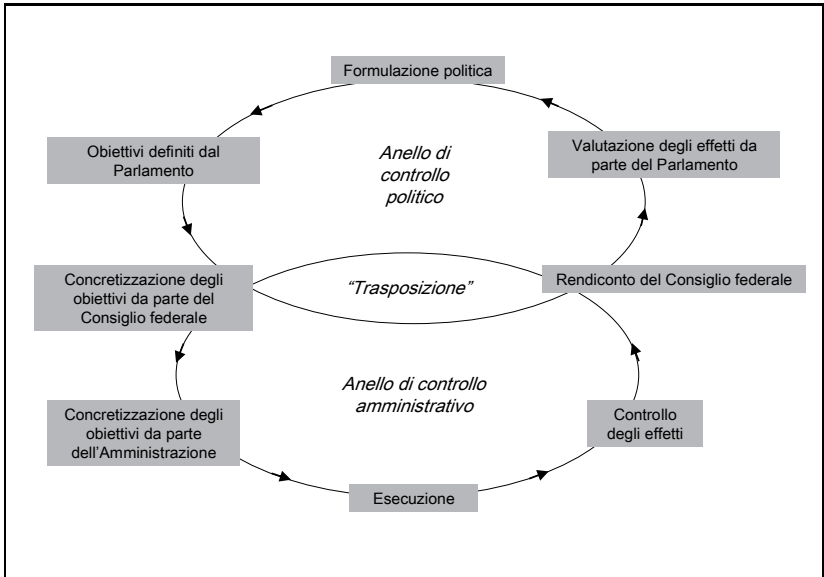 Formulazione politica
Obiettivi definiti dal
Parlamento
Anello di
controllo
politico
Valutazione degli effetti da
parte del Parlamento
Concretizzazione degli
obiettivi da parte del
Consiglio federale
“Trasposizione”
Rendiconto del Consiglio federale
Anello di controllo
amministrativo
Concretizzazione degli
obiettivi da parte
dell’Amministrazione
Controllo
degli effetti
Esecuzione